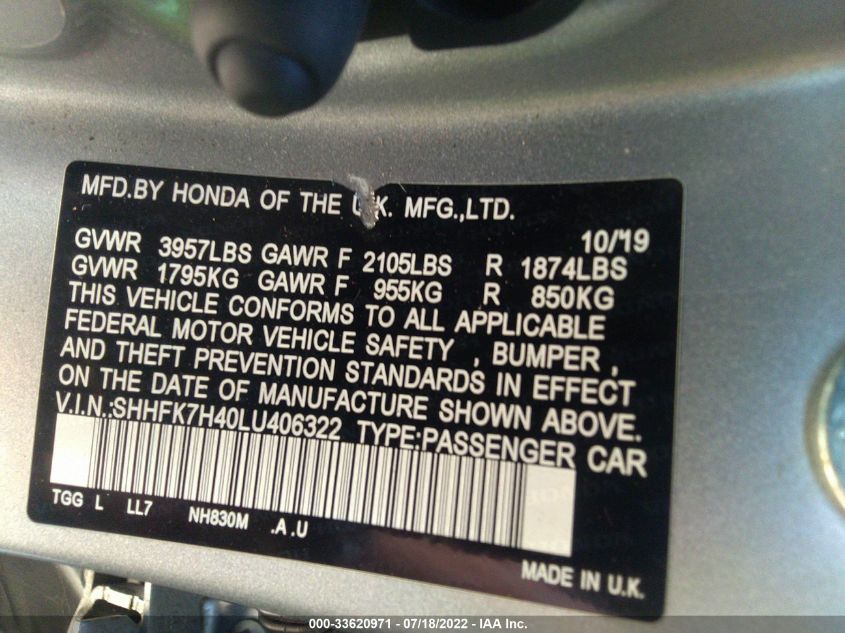 MFD.BY HONDA OF THE U.K. MFG.,LTD.
10/'19
GVWR 3957LBS GAWR F 2105LBS R 1874LBS
GVWR 1795KG GAWR F 955KG R 850KG
THIS VEHICLE CONFORMS TO ALL APPLICABLE
FEDERAL MOTOR VEHICLE SAFETY , BUMPER ,
AND THEFT PREVENTION STANDARDS IN EFFECT
ON THE DATE OF MANUFACTURE SHOWN ABOVE.
V.I.N.:SHHFK7H40LU406322 TYPE:PASSENGER CAR
TGG L LL7 NH830M .A .U
MADE IN U.K.
000-33620971 - 07/18/2022 - IAA Inc.